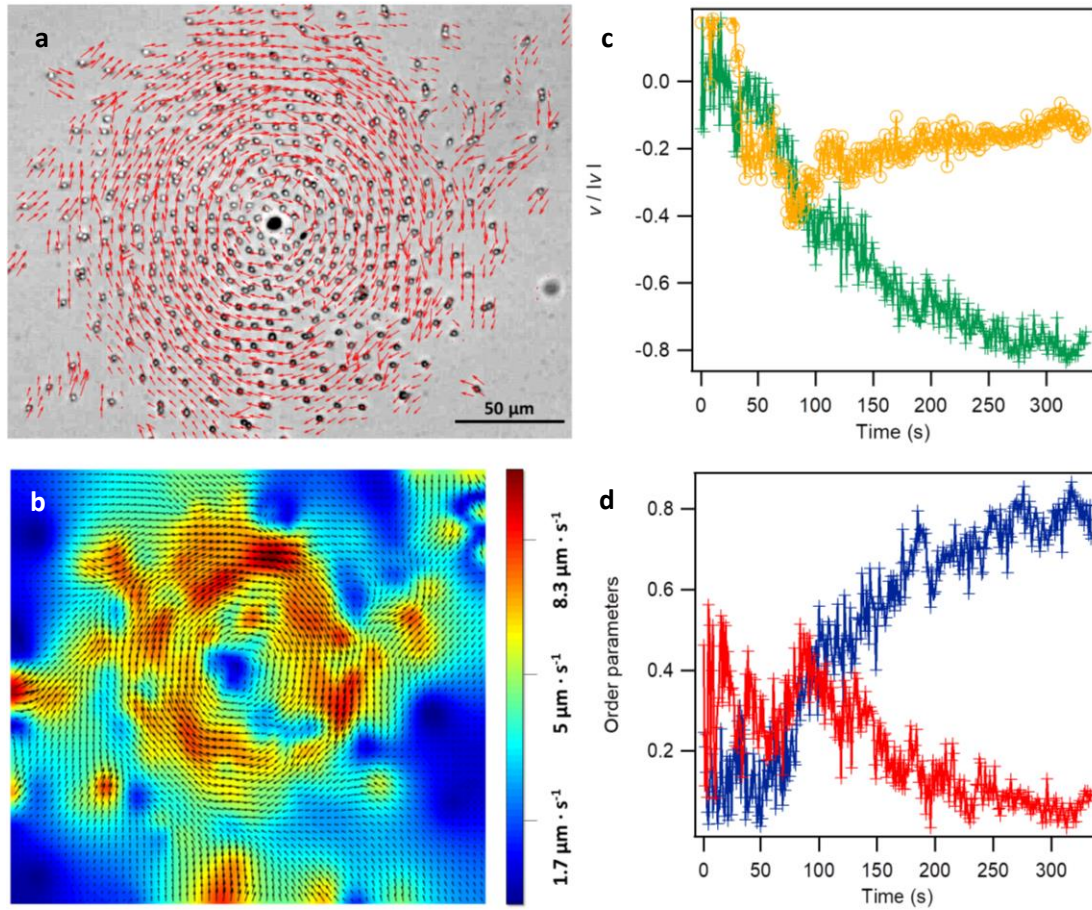 a
50 µm
b
8.3 µm · s⁻¹
5 µm · s⁻¹
1.7 µm · s⁻¹
c
0.0
-0.2
-0.4
-0.6
-0.8
v / |v|
0 50 100 150 200 250 300
Time (s)
d
0.8
0.6
0.4
0.2
Order parameters
0 50 100 150 200 250 300
Time (s)